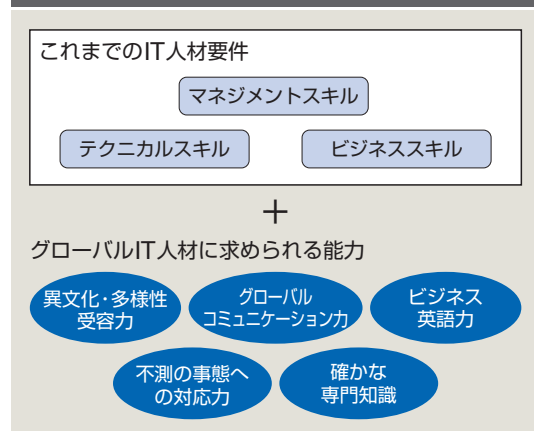 これまでのIT人材要件
マネジメントスキル
テクニカルスキル
ビジネススキル
+
グローバルIT人材に求められる能力
異文化・多様性
受容力
グローバル
コミュニケーション力
ビジネス
英語力
不測の事態へ
の対応力
確かな
専門知識